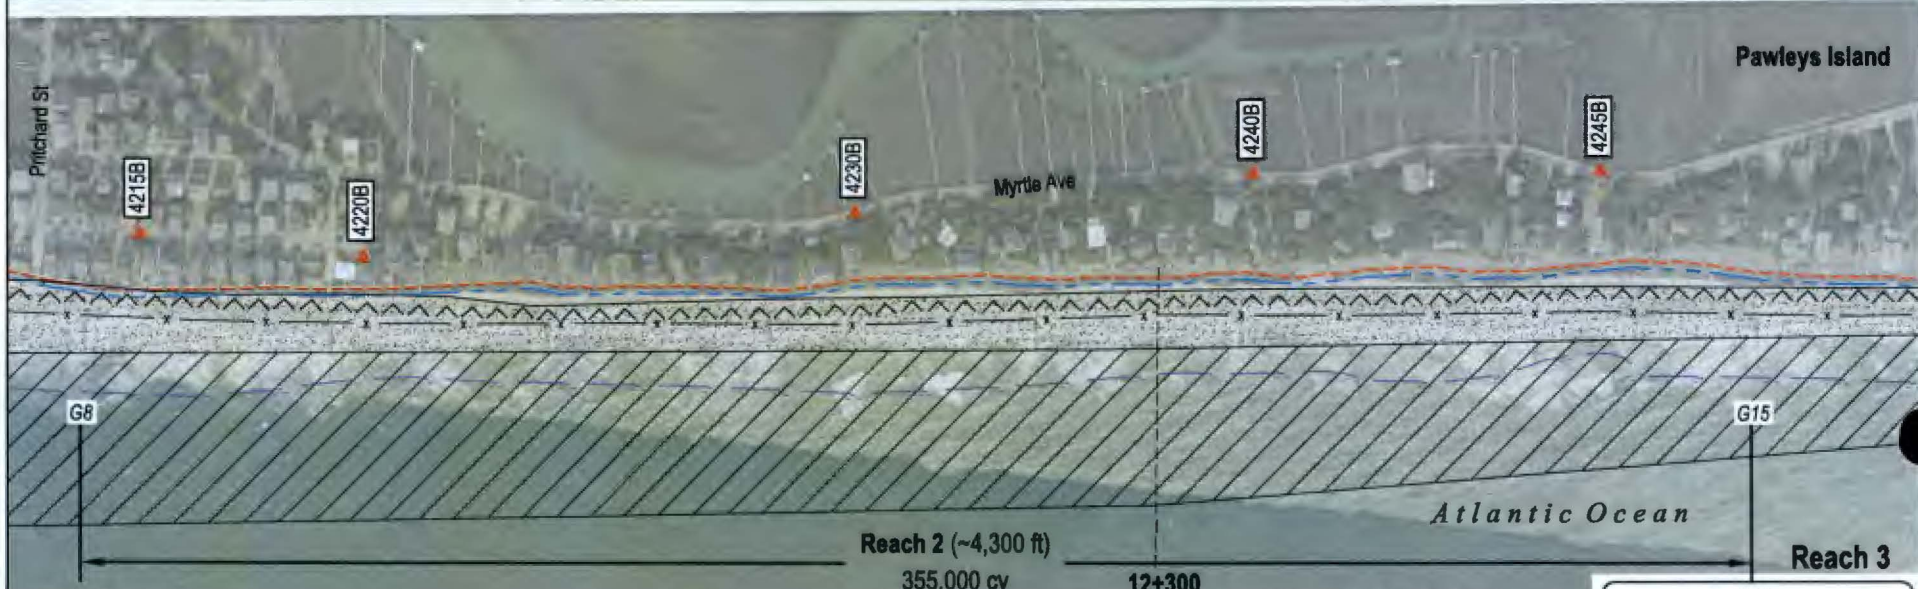 Pawleys Island
Pritchard St
4215B
4220B
4230B
4240B
4245B
Myrtle Ave
G8
G15
Atlantic Ocean
Reach 2 (~4,300 ft)
355,000 cy
12+300
Reach 3